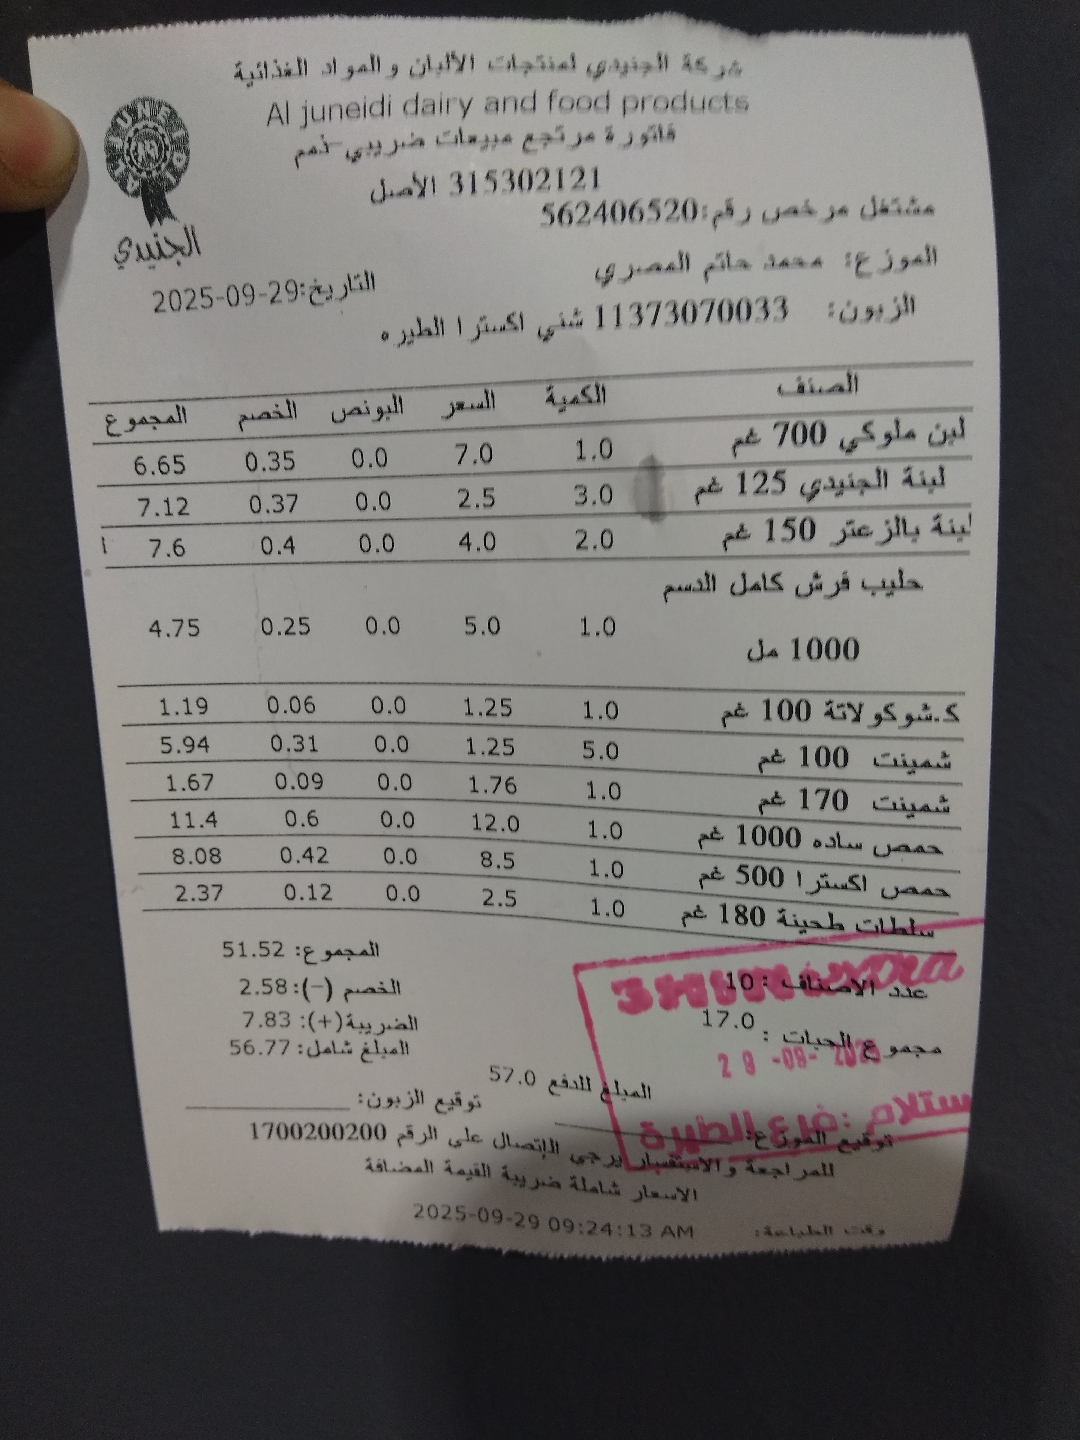 شركة الجنيدي لمنتجات الألبان والمواد الغذائية
Al juneidi dairy and food products
فاتورة مرتجع مبيعات ضريبي-ذمم
315302121 الأصل
مشتغل مرخص رقم:562406520
الجنيدي
الموزع: محمد حاتم المصري
التاريخ:2025-09-29
الزبون: 11373070033 شني اكسترا الطيره
الصنف الكمية السعر البونص الخصم المجموع
لبن ملوكي 700 غم 1.0 7.0 0.0 0.35 6.65
لبنة الجنيدي 125 غم 3.0 2.5 0.0 0.37 7.12
لبنة بالزعتر 150 غم 2.0 4.0 0.0 0.4 7.6
حليب فرش كامل الدسم
1000 مل 1.0 5.0 0.0 0.25 4.75
ك.شوكولاتة 100 غم 1.0 1.25 0.0 0.06 1.19
شمينت 100 غم 5.0 1.25 0.0 0.31 5.94
شمينت 170 غم 1.0 1.76 0.0 0.09 1.67
حمص ساده 1000 غم 1.0 12.0 0.0 0.6 11.4
حمص اكسترا 500 غم 1.0 8.5 0.0 0.42 8.08
سلطات طحينة 180 غم 1.0 2.5 0.0 0.12 2.37
المجموع: 51.52
عدد الاصناف : 10
الخصم (-): 2.58
مجموع الحبات : 17.0
الضريبة(+): 7.83
المبلغ شامل: 56.77
29 -09- 2025
المبلغ للدفع 57.0
توقيع الزبون:
ستلام : فرع الطيرة
توقيع الموزع:
للمراجعة والاستفسار يرجى الإتصال على الرقم 1700200200
الاسعار شاملة ضريبة القيمة المضافة
وقت الطباعة: 2025-09-29 09:24:13 AM